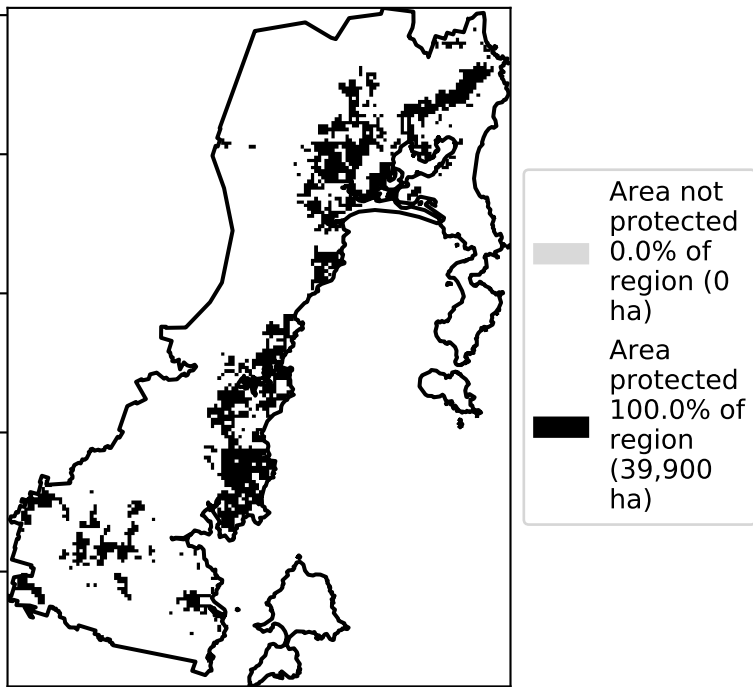 Area not
protected
0.0% of
region (0
ha)
Area
protected
100.0% of
region
(39,900
ha)